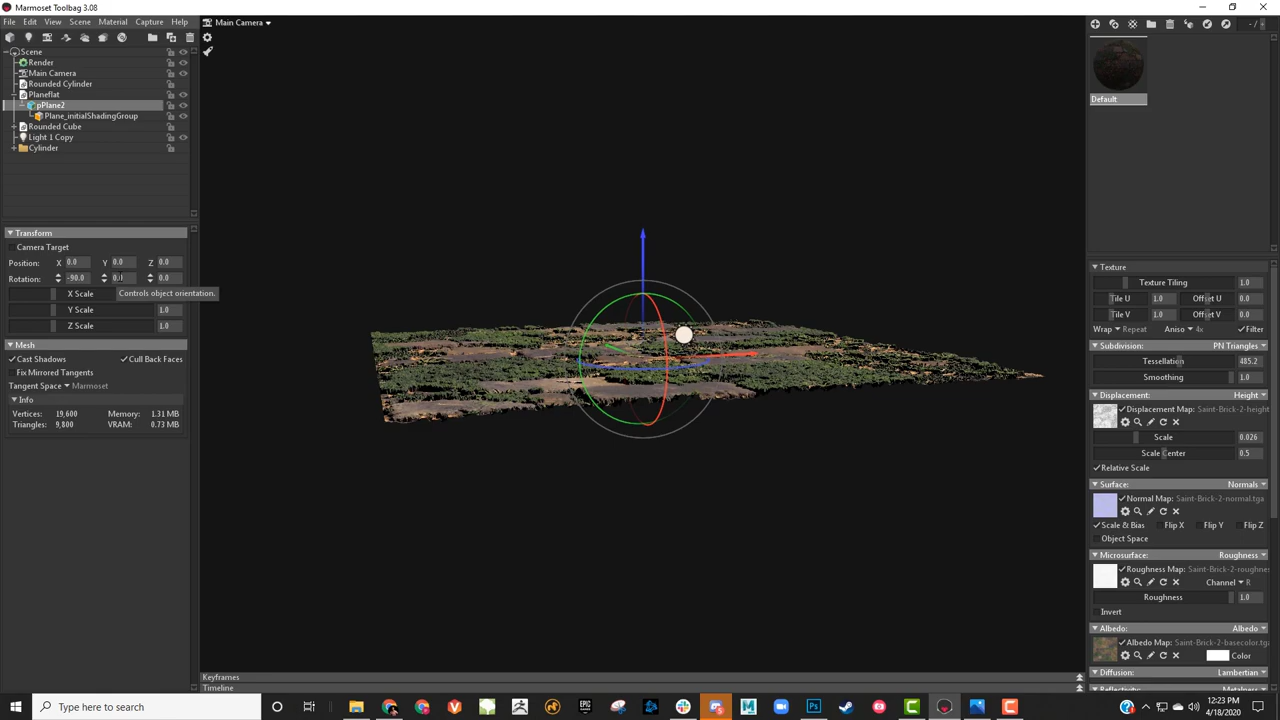 Marmoset Toolbag 3.08
File Edit View Scene Material Capture Help
Main Camera
- / +
Scene
Render
Main Camera
Rounded Cylinder
Planeflat
pPlane2
Plane_initialShadingGroup
Rounded Cube
Light 1 Copy
Cylinder
Default
Transform
Camera Target
Position: X 0.0 Y 0.0 Z 0.0
Rotation: -90.0 0.0 0.0
X Scale
Controls object orientation.
Y Scale 1.0
Z Scale 1.0
Mesh
Cast Shadows Cull Back Faces
Fix Mirrored Tangents
Tangent Space Marmoset
Info
Vertices: 19,600 Memory: 1.31 MB
Triangles: 9,800 VRAM: 0.73 MB
Texture
Texture Tiling 1.0
Tile U 1.0 Offset U 0.0
Tile V 1.0 Offset V 0.0
Wrap Repeat Aniso 4x Filter
Subdivision: PN Triangles
Tessellation 485.2
Smoothing 1.0
Displacement: Height
Displacement Map: Saint-Brick-2-height
Scale 0.026
Scale Center 0.5
Relative Scale
Surface: Normals
Normal Map: Saint-Brick-2-normal.tga
Scale & Bias Flip X Flip Y Flip Z
Object Space
Microsurface: Roughness
Roughness Map: Saint-Brick-2-roughness
Channel R
Roughness 1.0
Invert
Albedo: Albedo
Albedo Map: Saint-Brick-2-basecolor.tga
Color
Diffusion: Lambertian
Reflectivity: Metalness
Keyframes
Timeline
Type here to search
12:23 PM
4/18/2020